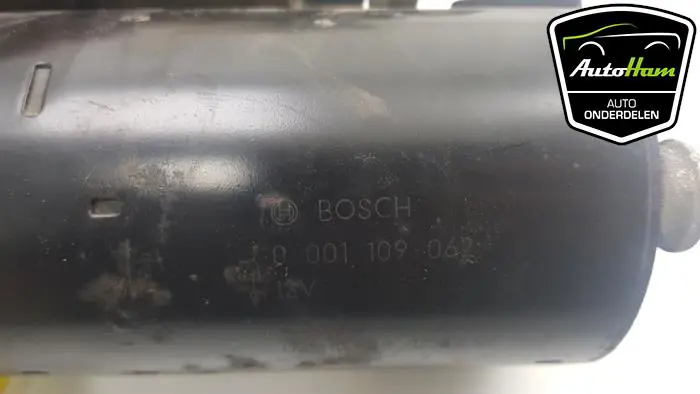 AutoHam
AUTO
ONDERDELEN
BOSCH
0 001 109 062
12V